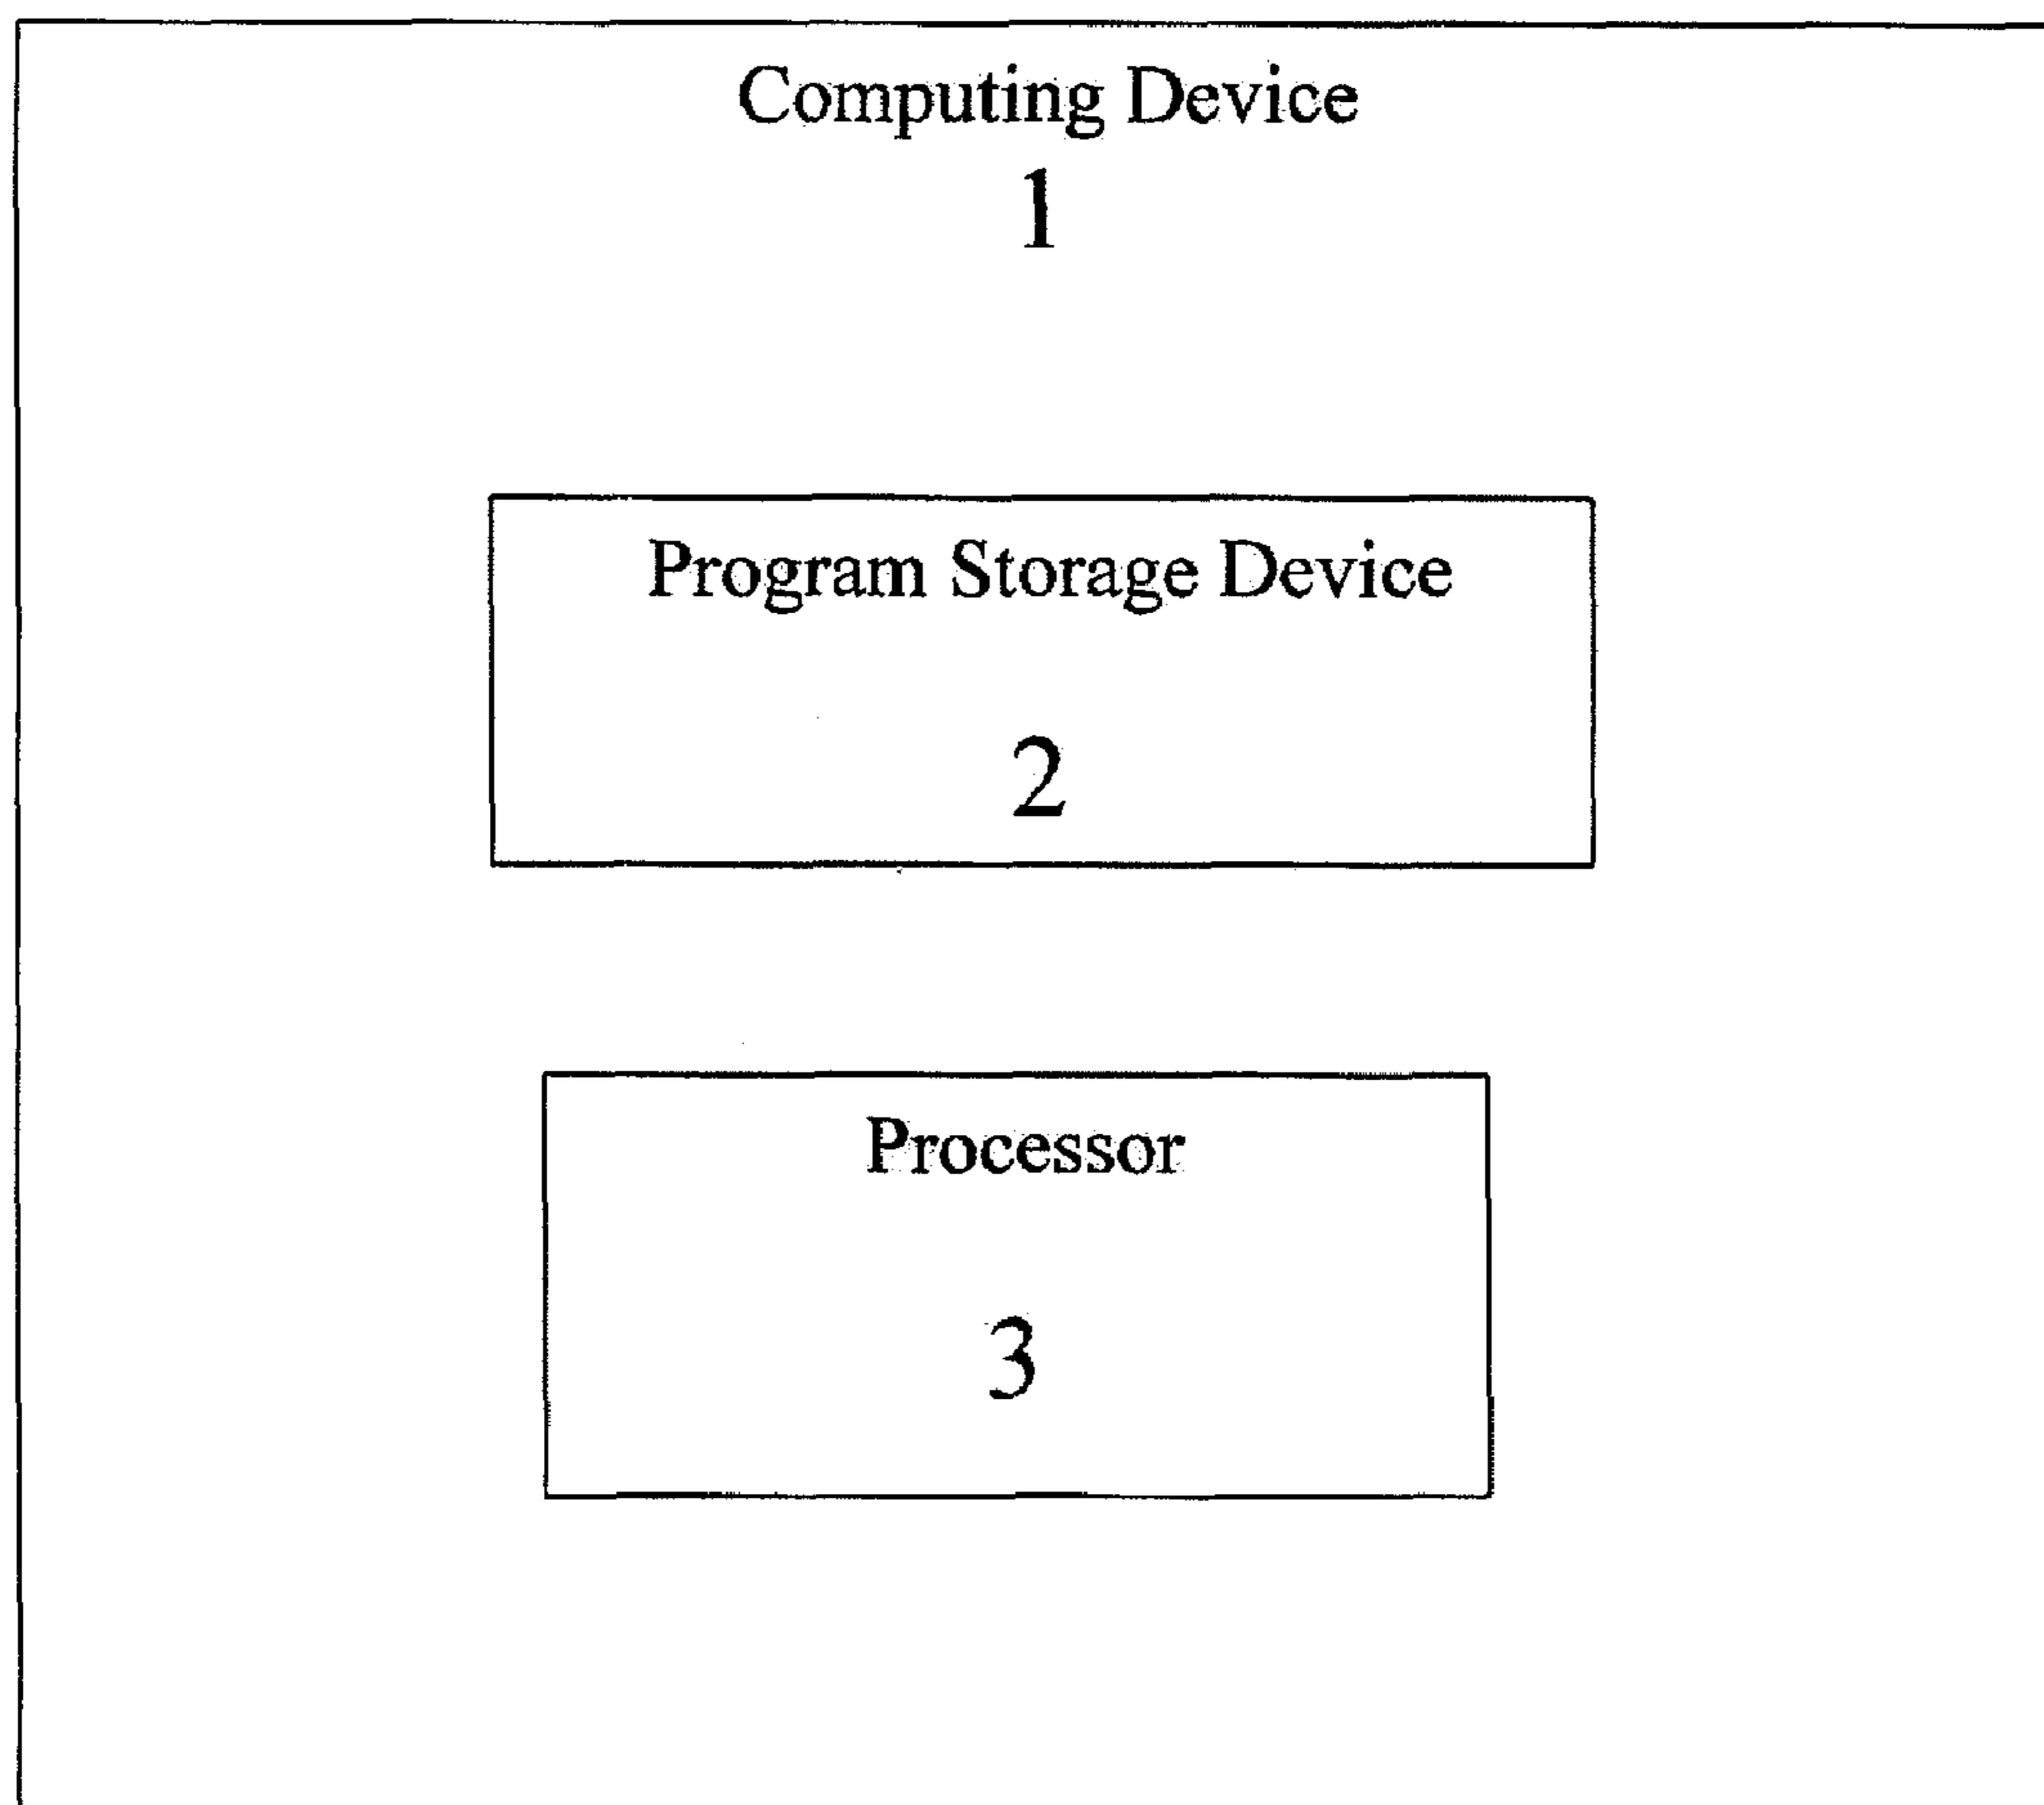 Computing Device
1
Program Storage Device
2
Processor
3